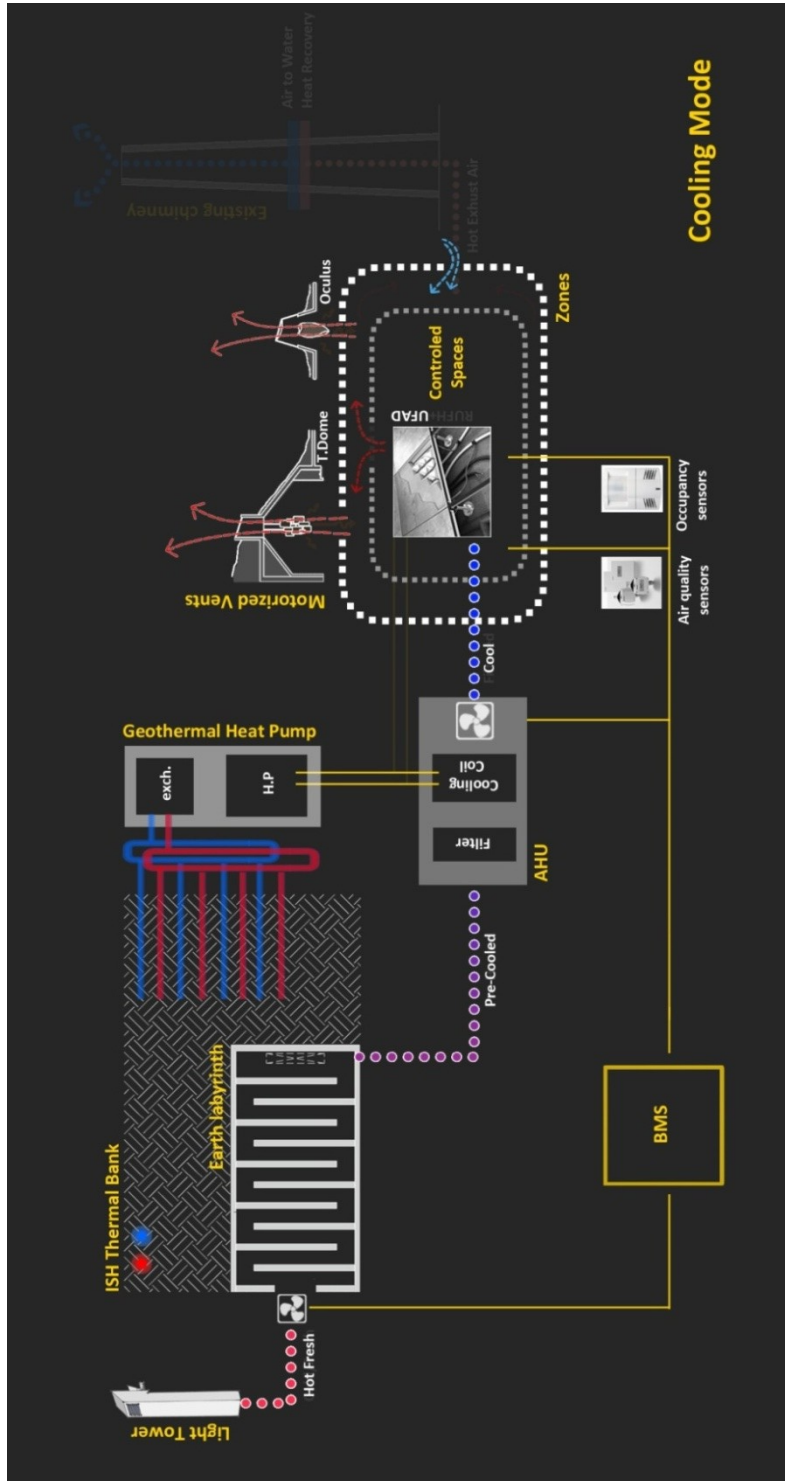 Light Tower
Hot Fresh
ISH Thermal Bank
Earth labyrinth
Pre-Cooled
Geothermal Heat Pump
exch.
H.P
Filter
Cooling
Coil
AHU
Cool
Motorized Vents
T.Dome
Oculus
UFAD
Controled
Spaces
Zones
Existing chimney
Air to Water
Heat Recovery
Hot Exhust Air
BMS
Air quality
sensors
Occupancy
sensors
Cooling Mode